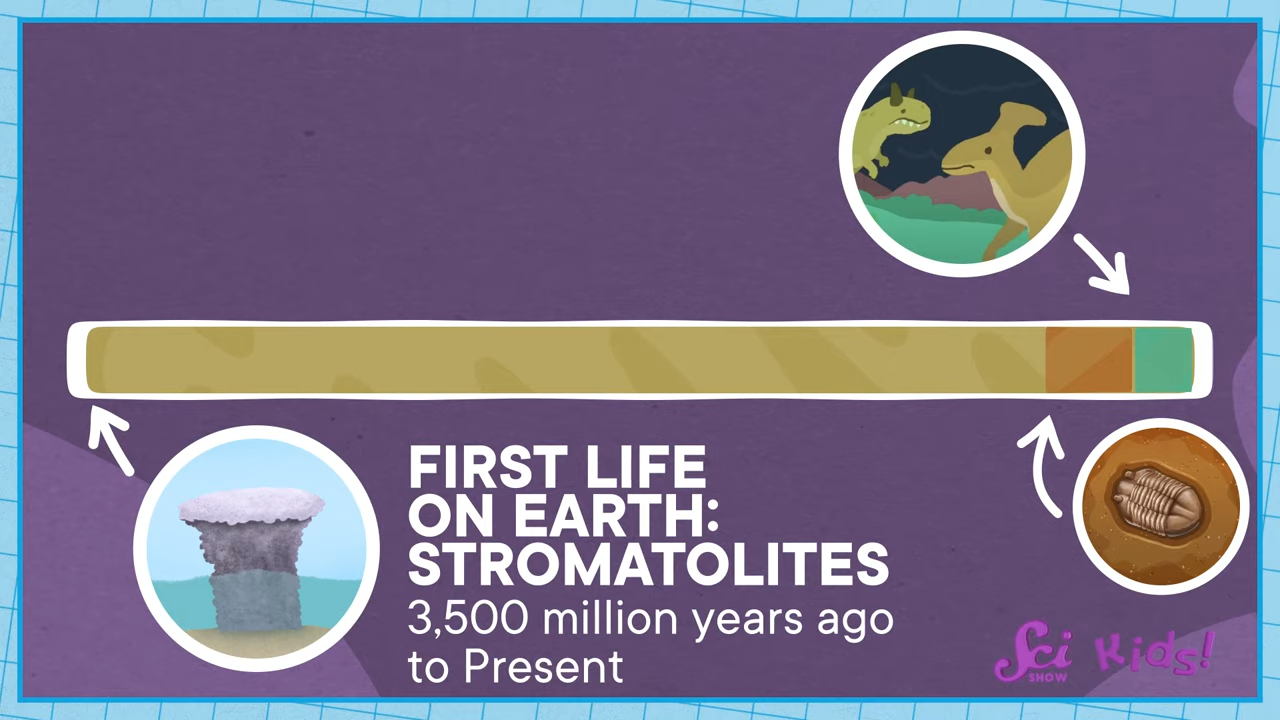 FIRST LIFE
ON EARTH:
STROMATOLITES
3,500 million years ago
to Present
Sci Kids!
SHOW